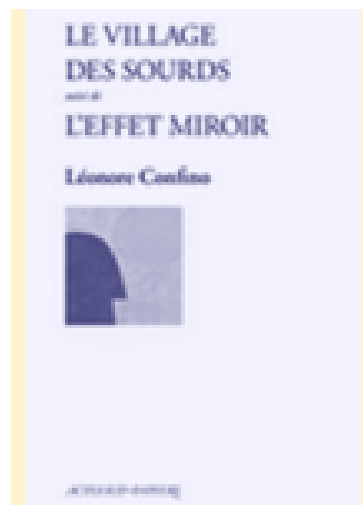 LE VILLAGE
DES SOURDS
suivi de
L'EFFET MIROIR
Léonore Confino
ACTES SUD-PAPIERS